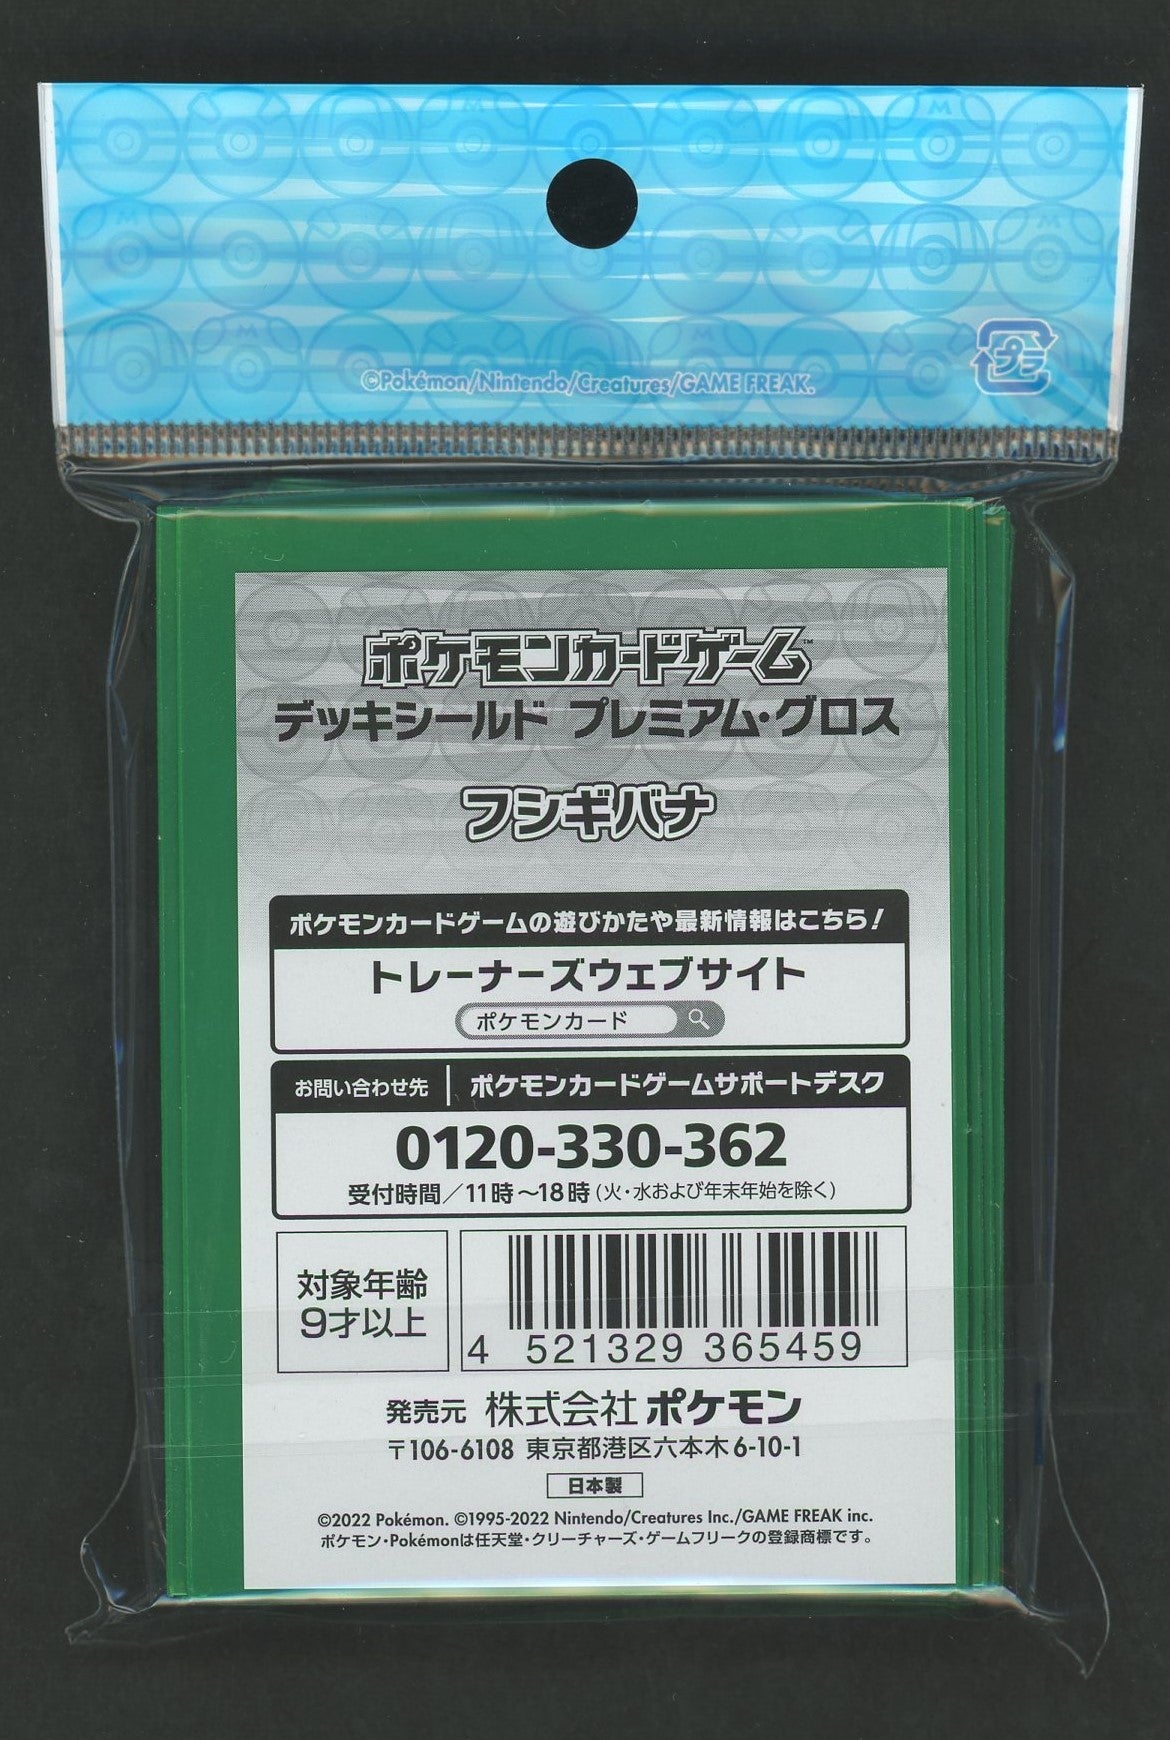 ©Pokémon/Nintendo/Creatures/GAME FREAK.
プラ
ポケモンカードゲーム™
デッキシールド プレミアム・グロス
フシギバナ
ポケモンカードゲームの遊びかたや最新情報はこちら！
トレーナーズウェブサイト
ポケモンカード
お問い合わせ先 ポケモンカードゲームサポートデスク
0120-330-362
受付時間／11時～18時（火・水および年末年始を除く）
対象年齢
9才以上
4 521329 365459
発売元 株式会社ポケモン
〒106-6108 東京都港区六本木6-10-1
日本製
©2022 Pokémon. ©1995-2022 Nintendo/Creatures Inc./GAME FREAK inc.
ポケモン・Pokémonは任天堂・クリーチャーズ・ゲームフリークの登録商標です。